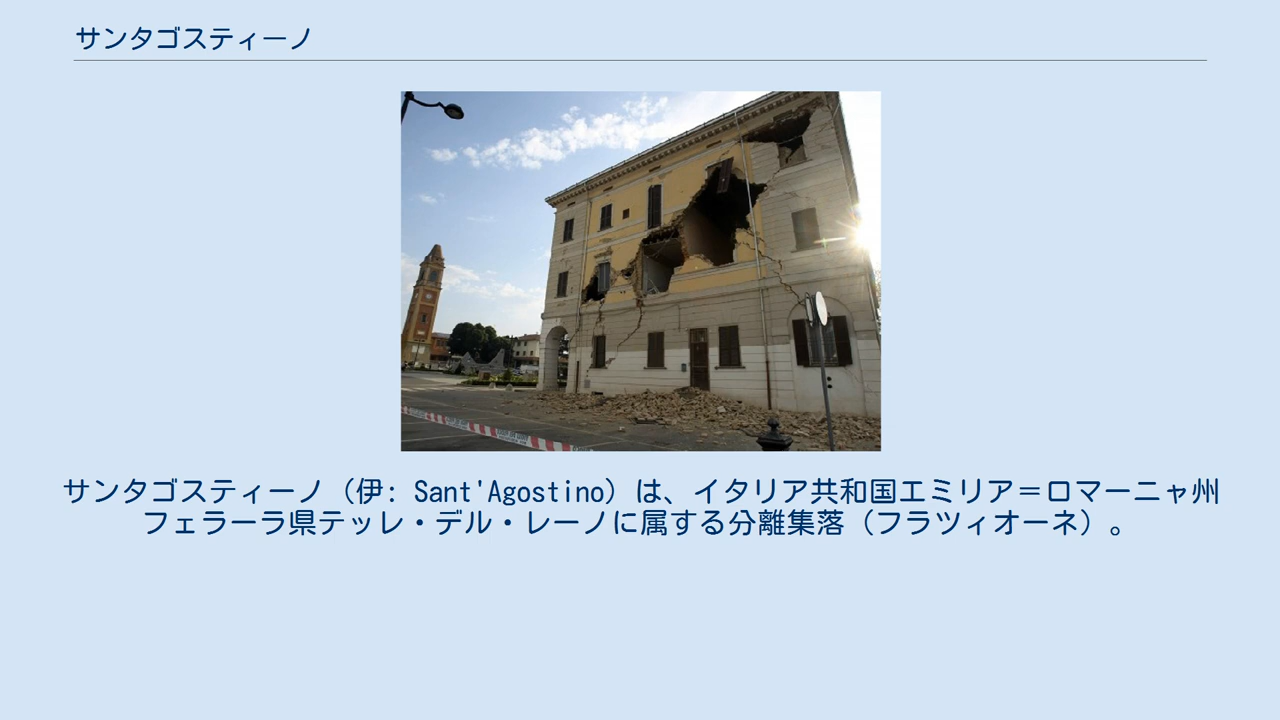 サンタゴスティーノ
サンタゴスティーノ（伊: Sant'Agostino）は、イタリア共和国エミリア＝ロマーニャ州
フェラーラ県テッレ・デル・レーノに属する分離集落（フラツィオーネ）。